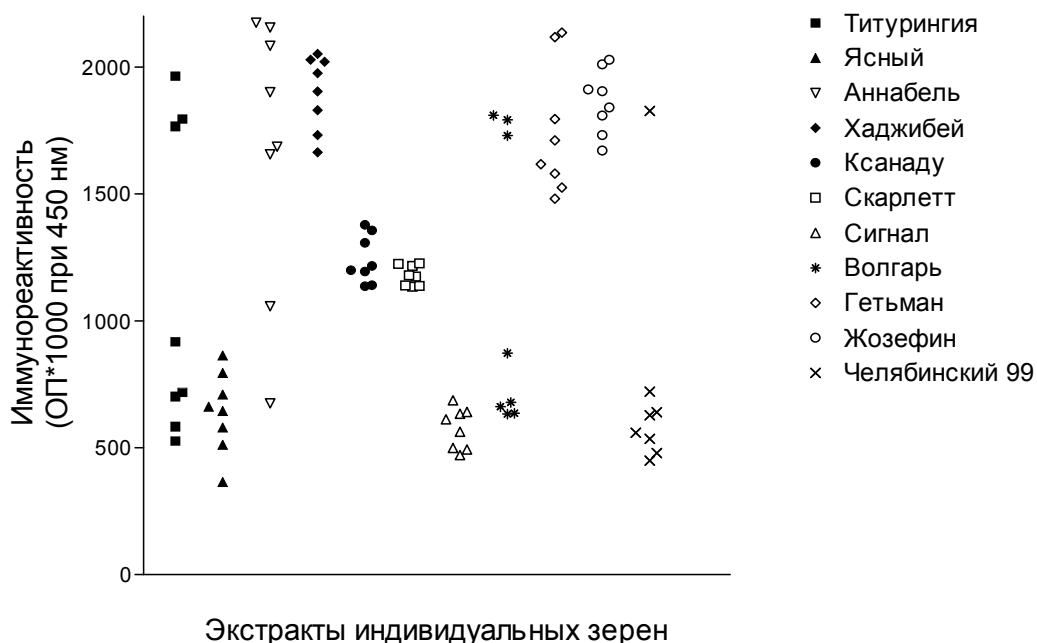 Иммунореактивность
(ОП*1000 при 450 нм)
2000
1500
1000
500
0
Экстракты индивидуальных зерен
Титурингия
Ясный
Аннабель
Хаджибей
Ксанаду
Скарлетт
Сигнал
Волгарь
Гетьман
Жозефин
Челябинский 99